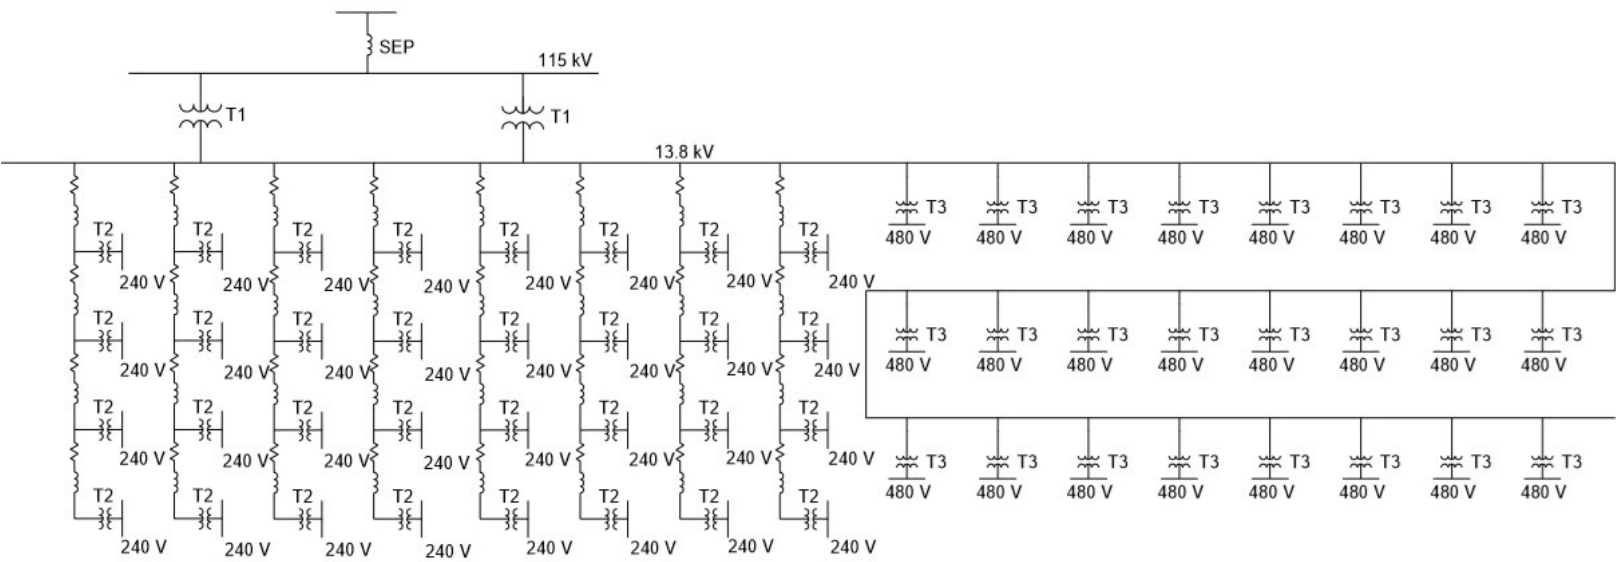 SEP
115 kV
T1 T1
13.8 kV
T3 T3 T3 T3 T3 T3 T3 T3
480 V 480 V 480 V 480 V 480 V 480 V 480 V 480 V
T2 T2 T2 T2 T2 T2 T2 T2
240 V 240 V 240 V 240 V 240 V 240 V 240 V 240 V
T2 T2 T2 T2 T2 T2 T2 T2
T3 T3 T3 T3 T3 T3 T3 T3
480 V 480 V 480 V 480 V 480 V 480 V 480 V 480 V
240 V 240 V 240 V 240 V 240 V 240 V 240 V 240 V
T2 T2 T2 T2 T2 T2 T2 T2
240 V 240 V 240 V 240 V 240 V 240 V 240 V 240 V
T3 T3 T3 T3 T3 T3 T3 T3
480 V 480 V 480 V 480 V 480 V 480 V 480 V 480 V
T2 T2 T2 T2 T2 T2 T2 T2
240 V 240 V 240 V 240 V 240 V 240 V 240 V 240 V